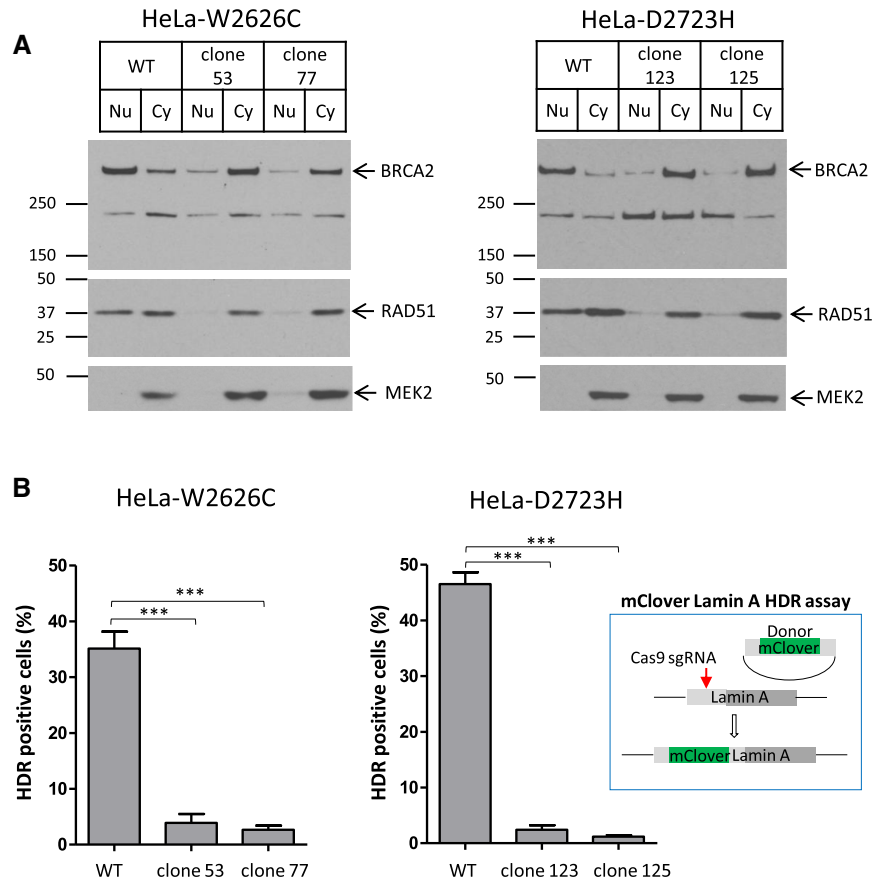 A
HeLa-W2626C
WT
clone
53
clone
77
Nu Cy Nu Cy Nu Cy
BRCA2
250
150
50
37
RAD51
25
50
MEK2
HeLa-D2723H
WT
clone
123
clone
125
Nu Cy Nu Cy Nu Cy
BRCA2
250
150
50
37
RAD51
25
50
MEK2
B
HeLa-W2626C
HDR positive cells (%)
50
40
30
20
10
0
***
***
WT clone 53 clone 77
HeLa-D2723H
HDR positive cells (%)
50
40
30
20
10
0
***
***
WT clone 123 clone 125
mClover Lamin A HDR assay
Donor
mClover
Cas9 sgRNA
Lamin A
mClover Lamin A